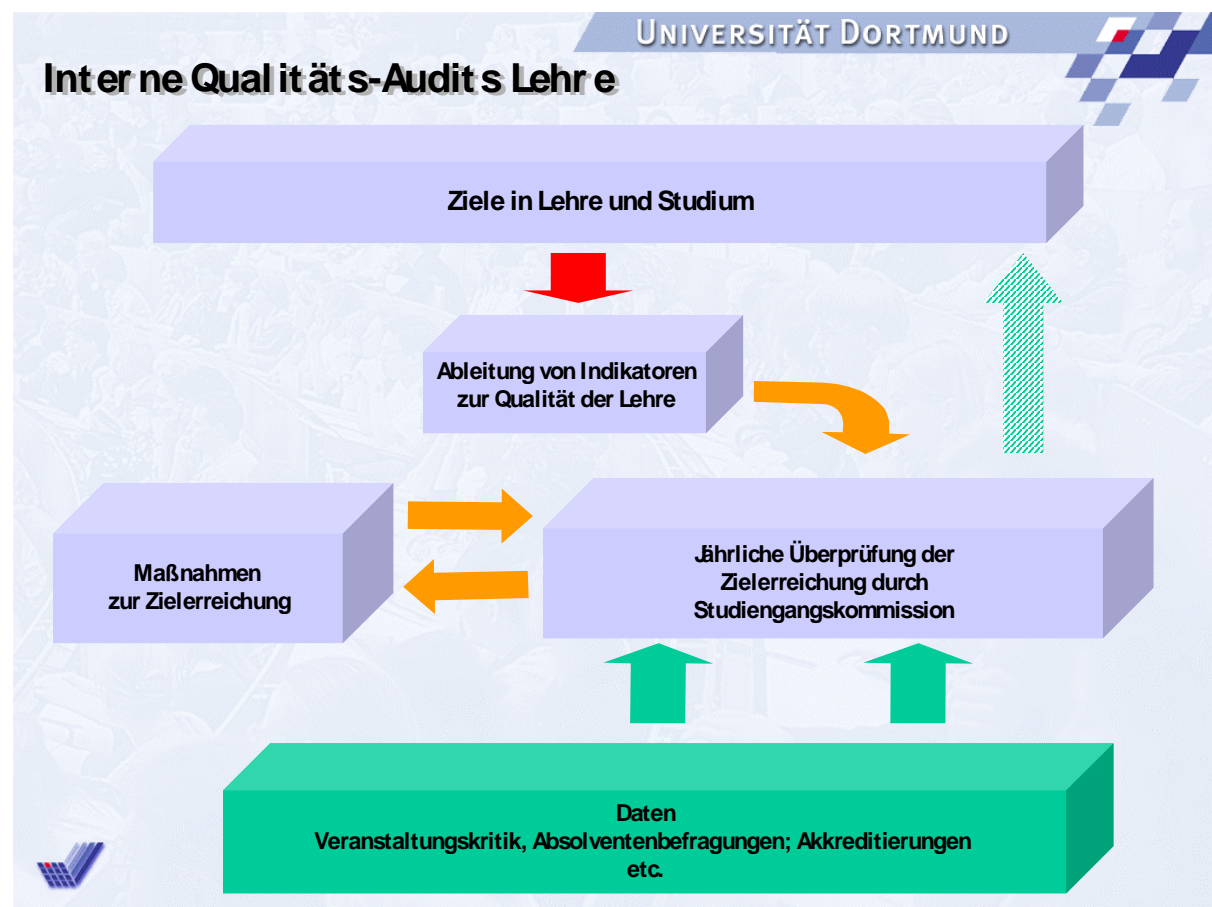 UNIVERSITÄT DORTMUND
Interne Qualitäts-Audits Lehre
Ziele in Lehre und Studium
Ableitung von Indikatoren
zur Qualität der Lehre
Maßnahmen
zur Zielerreichung
Jährliche Überprüfung der
Zielerreichung durch
Studiengangskommission
Daten
Veranstaltungskritik, Absolventenbefragungen; Akkreditierungen
etc.